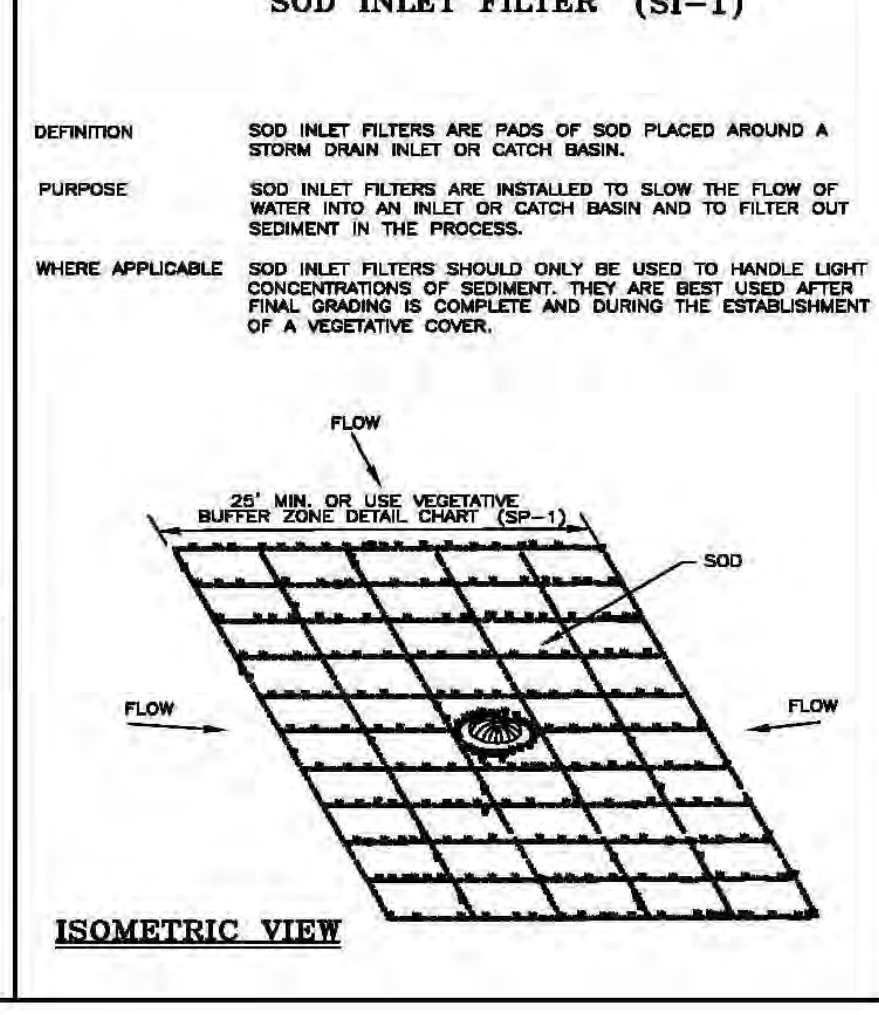 SOD INLET FILTER (SI-1)
DEFINITION SOD INLET FILTERS ARE PADS OF SOD PLACED AROUND A
STORM DRAIN INLET OR CATCH BASIN.
PURPOSE SOD INLET FILTERS ARE INSTALLED TO SLOW THE FLOW OF
WATER INTO AN INLET OR CATCH BASIN AND TO FILTER OUT
SEDIMENT IN THE PROCESS.
WHERE APPLICABLE SOD INLET FILTERS SHOULD ONLY BE USED TO HANDLE LIGHT
CONCENTRATIONS OF SEDIMENT. THEY ARE BEST USED AFTER
FINAL GRADING IS COMPLETE AND DURING THE ESTABLISHMENT
OF A VEGETATIVE COVER.
FLOW
25' MIN. OR USE VEGETATIVE
BUFFER ZONE DETAIL CHART (SP-1)
SOD
FLOW
FLOW
ISOMETRIC VIEW